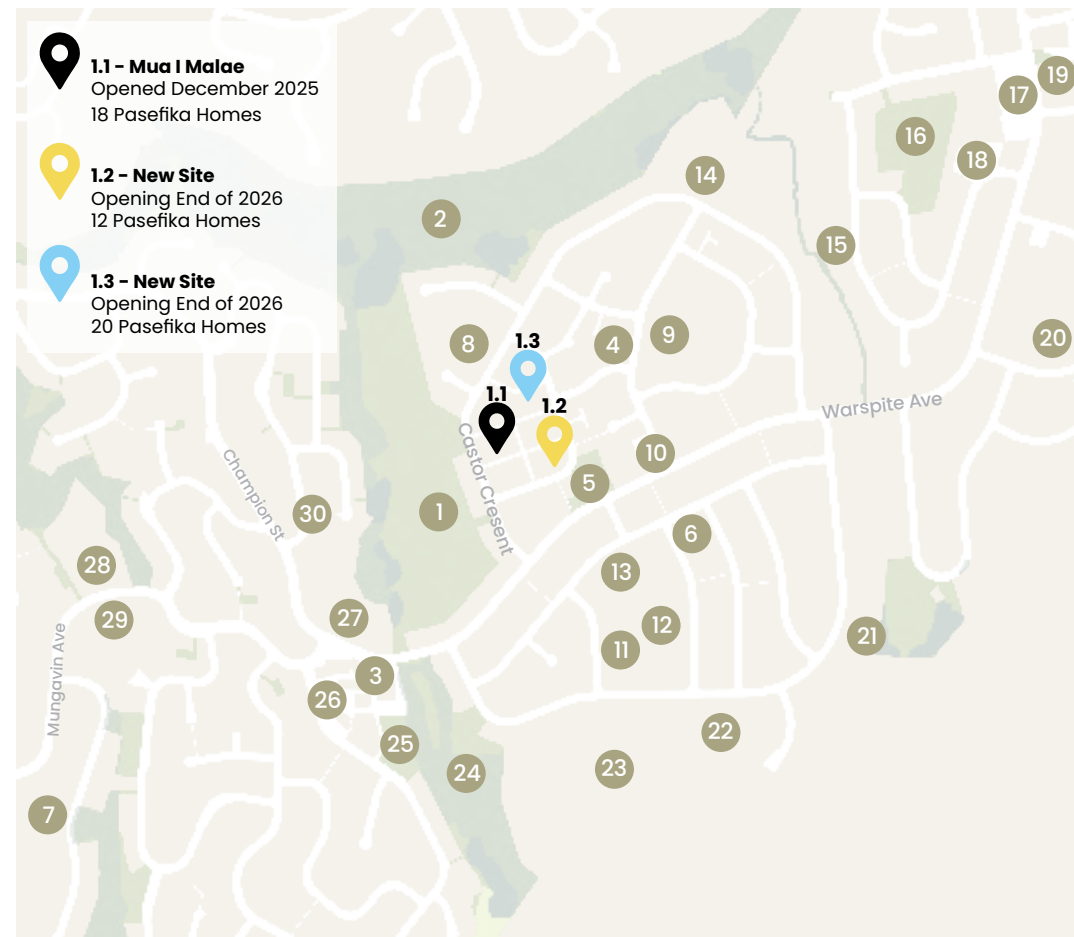 1.1 - Mua I Malae
Opened December 2025
18 Pasefika Homes
1.2 - New Site
Opening End of 2026
12 Pasefika Homes
1.3 - New Site
Opening End of 2026
20 Pasefika Homes
19
17
16
18
14
2
15
9
20
8
4
1.3
1.1
1.2
Warspite Ave
Castor Cresent
10
Champion St
5
1
30
6
28
13
29
27
12
21
11
Mungavin Ave
3
26
22
25
23
24
7